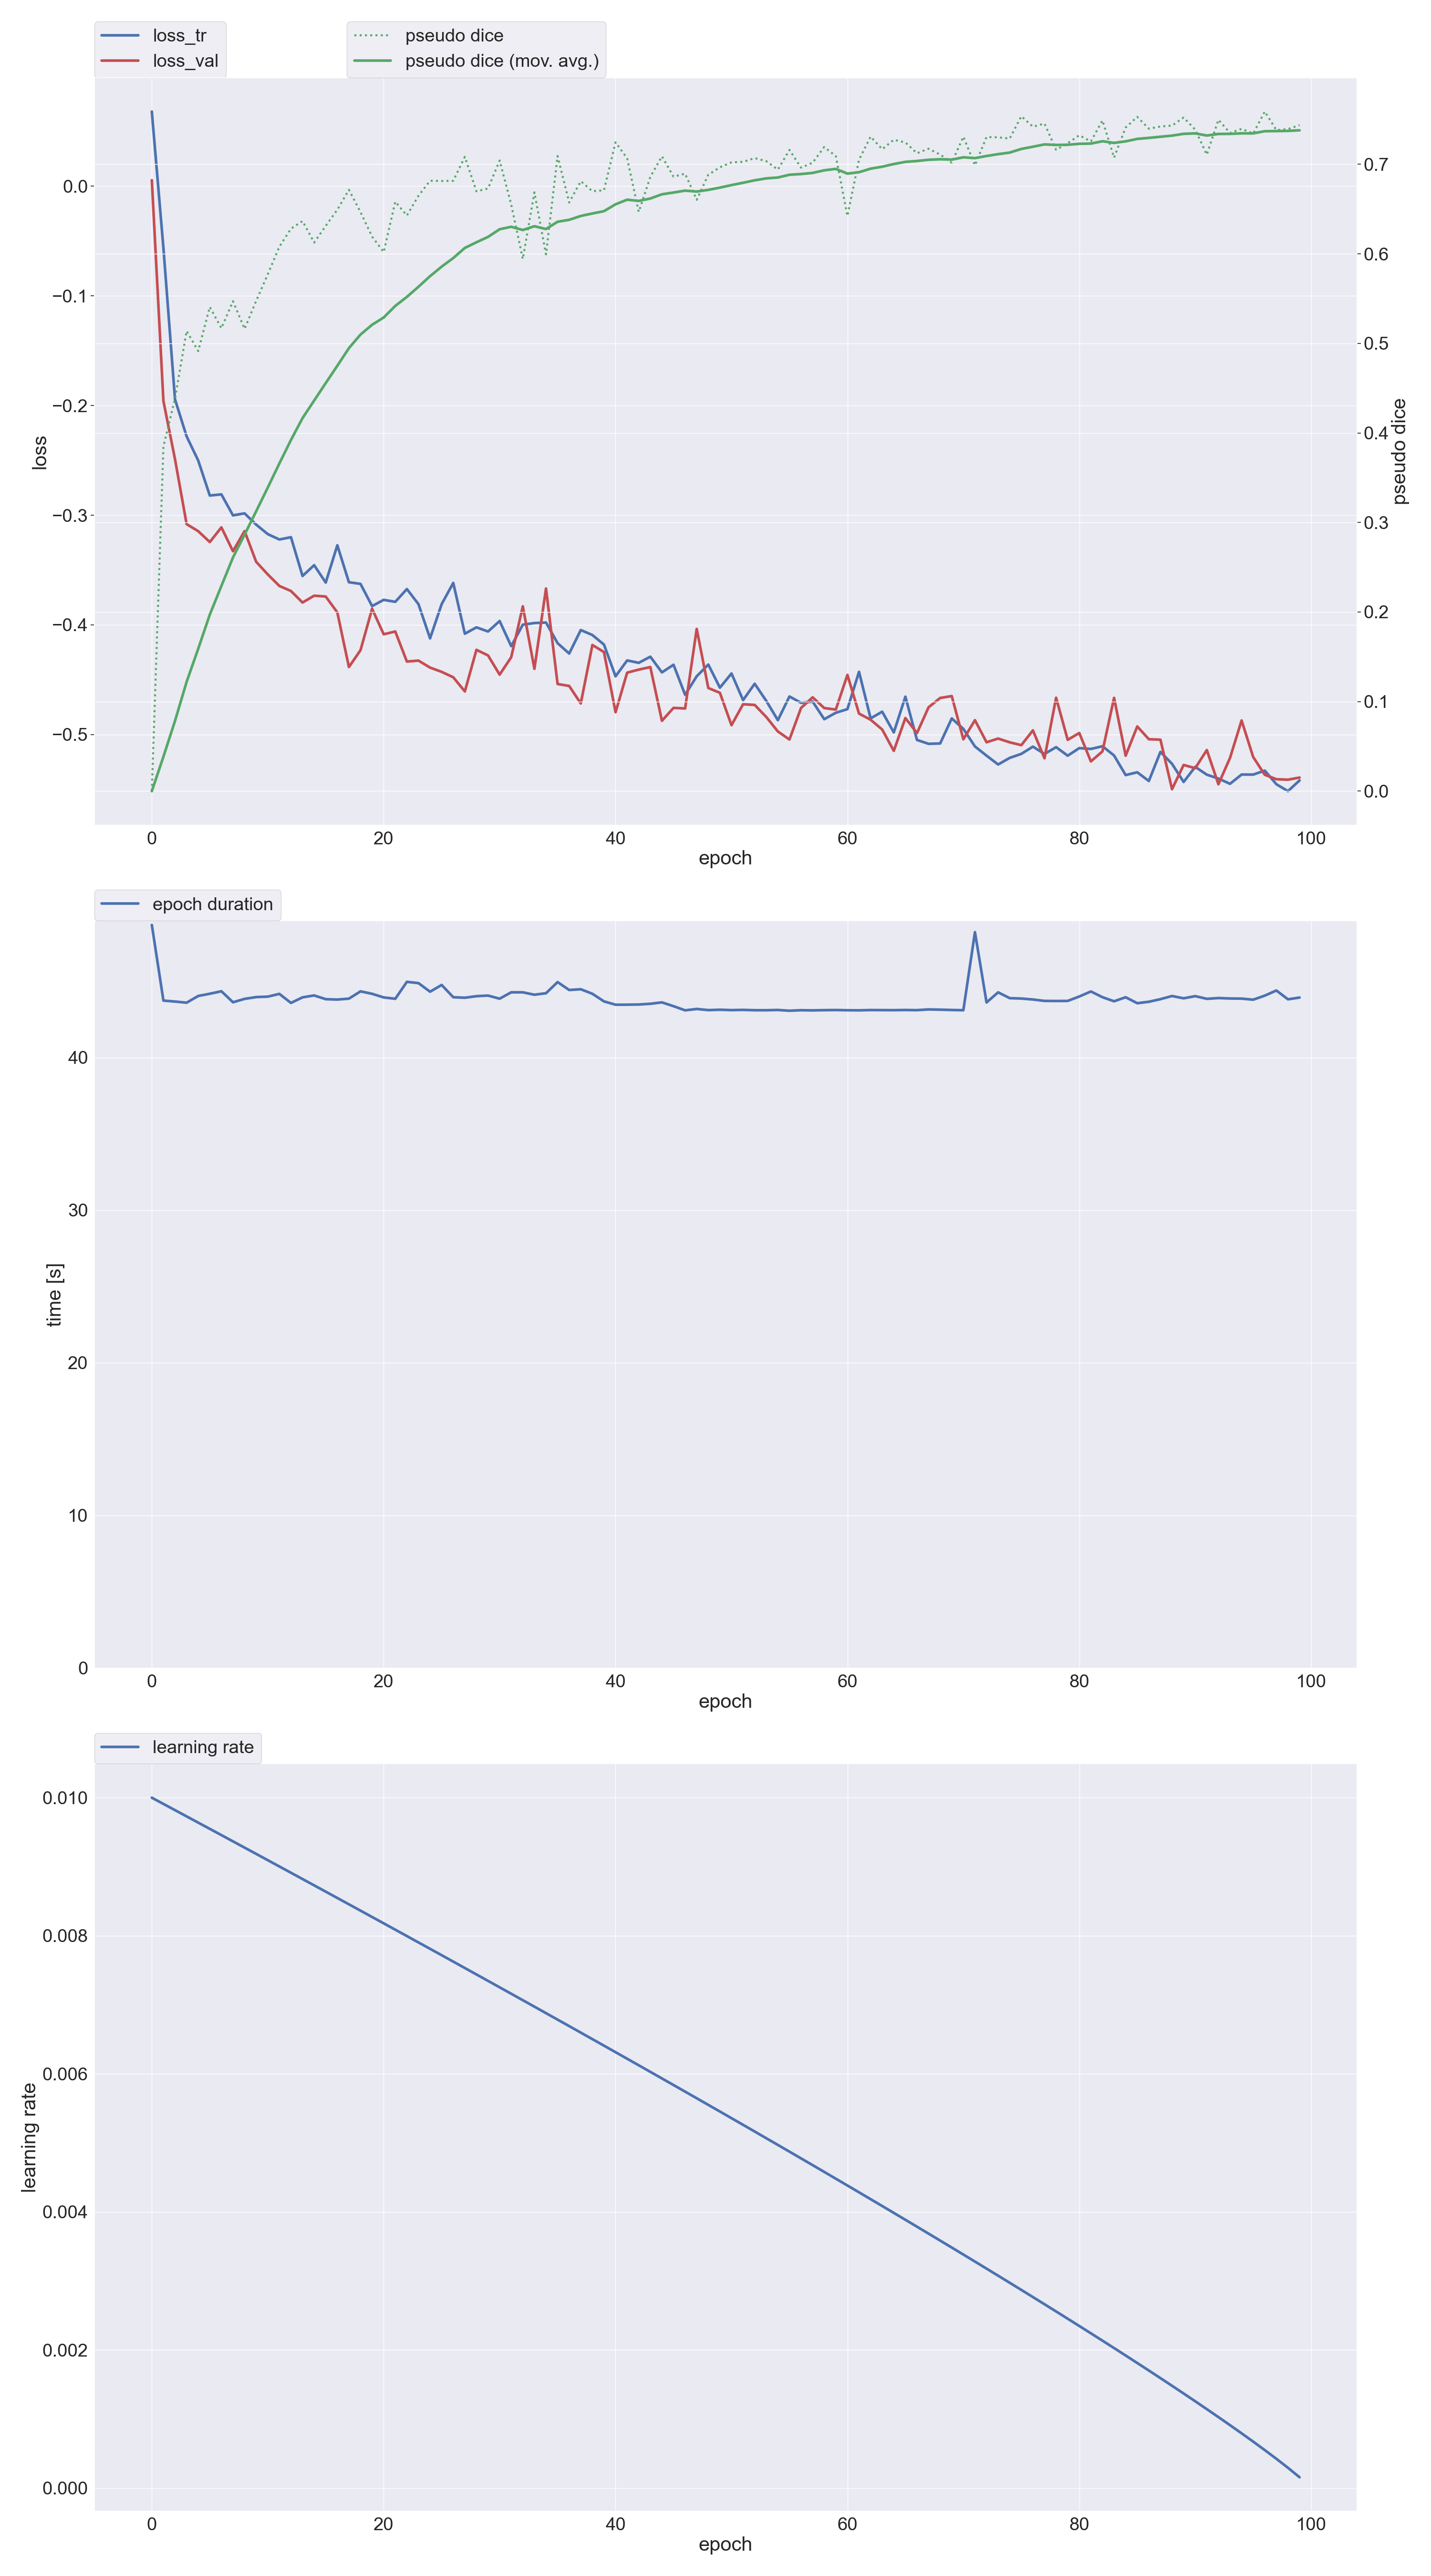 loss_tr
loss_val
pseudo dice
pseudo dice (mov. avg.)
0.0
−0.1
−0.2
−0.3
−0.4
−0.5
loss
0.7
0.6
0.5
0.4
0.3
0.2
0.1
0.0
pseudo dice
0 20 40 60 80 100
epoch
epoch duration
40
30
20
10
0
time [s]
0 20 40 60 80 100
epoch
learning rate
0.010
0.008
0.006
0.004
0.002
0.000
learning rate
0 20 40 60 80 100
epoch